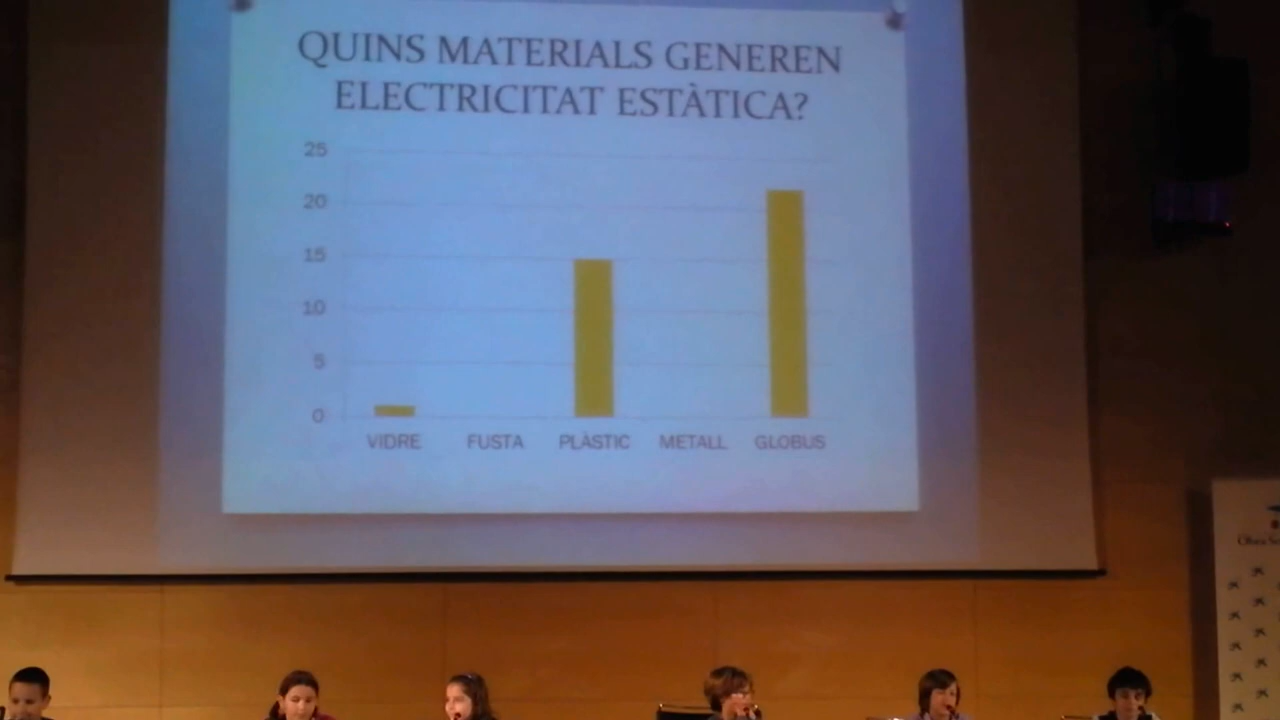 QUINS MATERIALS GENEREN
ELECTRICITAT ESTÀTICA?
25
20
15
10
5
0
VIDRE FUSTA PLÀSTIC METALL GLOBUS